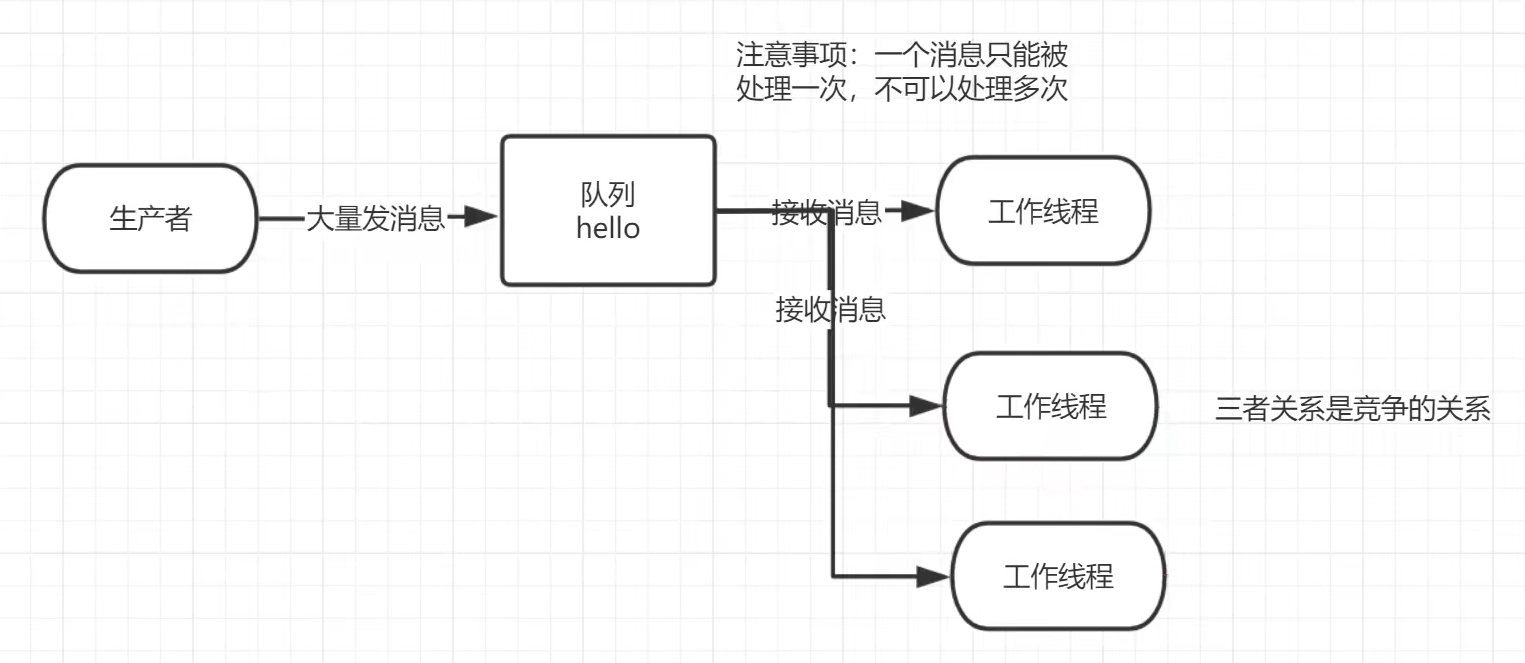 注意事项：一个消息只能被
处理一次，不可以处理多次
生产者
大量发消息
队列
hello
接收消息
工作线程
接收消息
工作线程
三者关系是竞争的关系
工作线程